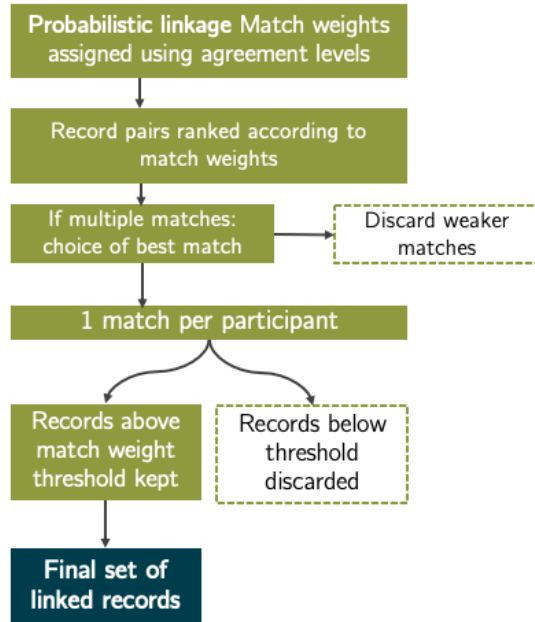 Probabilistic linkage Match weights
assigned using agreement levels
Record pairs ranked according to
match weights
If multiple matches:
choice of best match
Discard weaker
matches
1 match per participant
Records above
match weight
threshold kept
Records below
threshold
discarded
Final set of
linked records